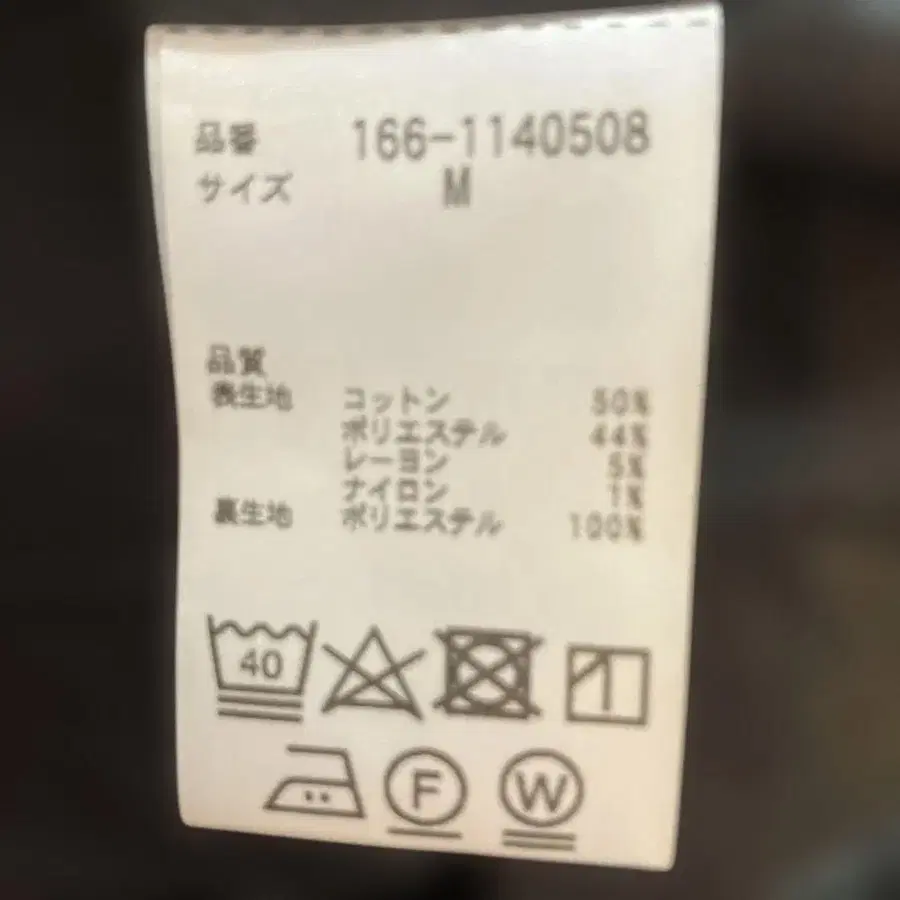 品番 166-1140508
サイズ M
品質
表生地 コットン 50%
ポリエステル 44%
レーヨン 5%
ナイロン 1%
裏生地 ポリエステル 100%
40
F W